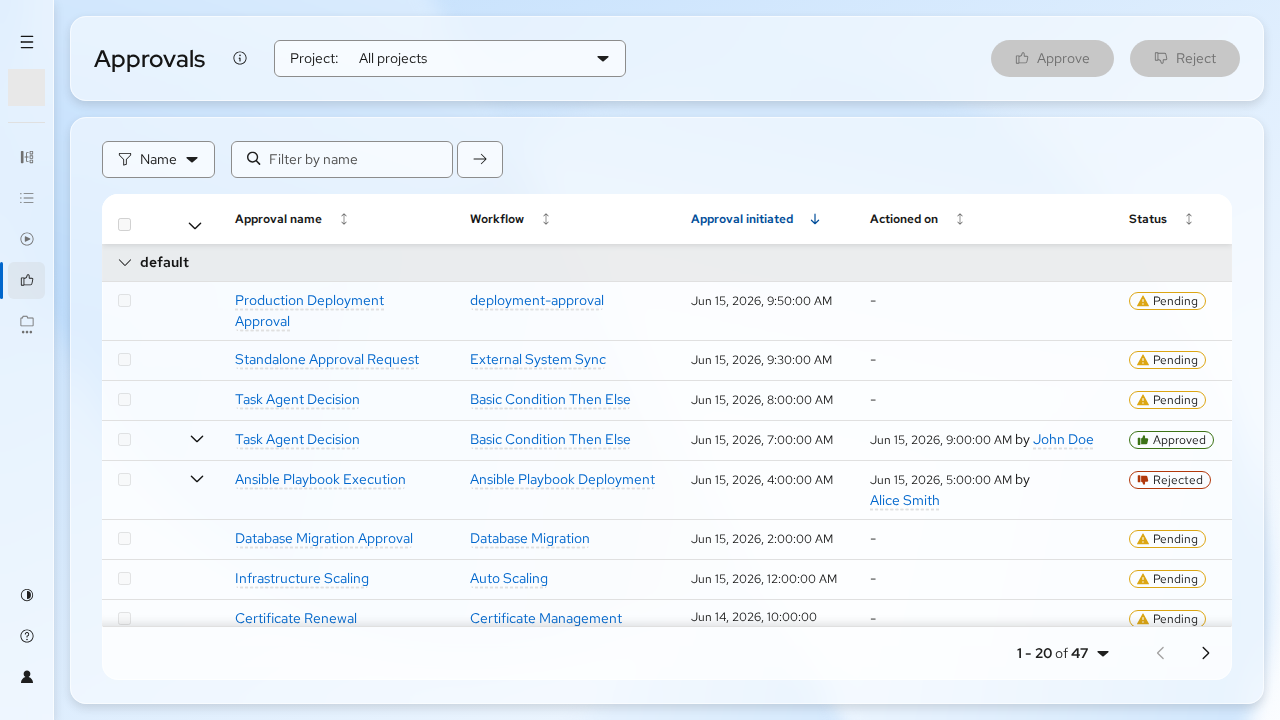 Approvals
Project: All projects
Approve
Reject
Name
Filter by name
Approval name Workflow Approval initiated Actioned on Status
default
Production Deployment Approval deployment-approval Jun 15, 2026, 9:50:00 AM - Pending
Standalone Approval Request External System Sync Jun 15, 2026, 9:30:00 AM - Pending
Task Agent Decision Basic Condition Then Else Jun 15, 2026, 8:00:00 AM - Pending
Task Agent Decision Basic Condition Then Else Jun 15, 2026, 7:00:00 AM Jun 15, 2026, 9:00:00 AM by John Doe Approved
Ansible Playbook Execution Ansible Playbook Deployment Jun 15, 2026, 4:00:00 AM Jun 15, 2026, 5:00:00 AM by Alice Smith Rejected
Database Migration Approval Database Migration Jun 15, 2026, 2:00:00 AM - Pending
Infrastructure Scaling Auto Scaling Jun 15, 2026, 12:00:00 AM - Pending
Certificate Renewal Certificate Management Jun 14, 2026, 10:00:00 - Pending
1 - 20 of 47